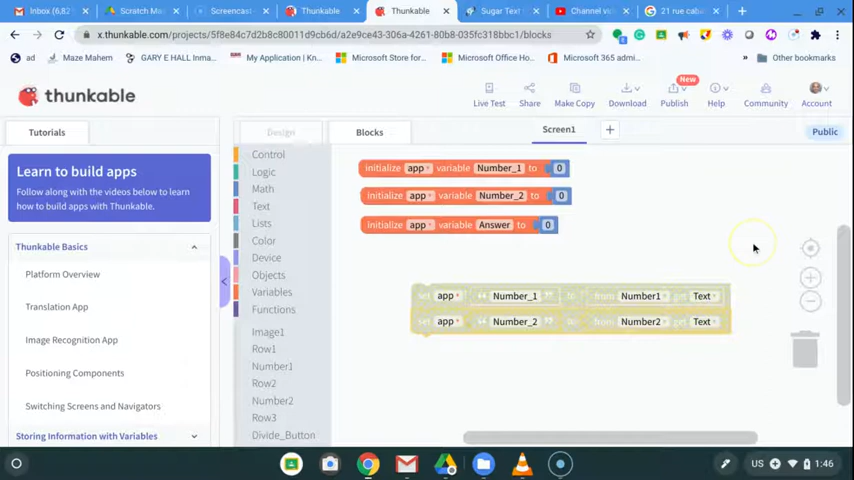 Inbox (6,82
Scratch Ma
Screencast
Thunkable
Thunkable
Sugar Text
Channel va
21 rue caba
x.thunkable.com/projects/5f8e84c7d2b8c80011d9cb6d/a2c9e4c3-306a-4261-80b8-035fc318bbc1/blocks
ad
Maze Mahem
GARY E HALL Inma...
My Application | Kn...
Microsoft Store for...
Microsoft Office Ho...
Microsoft 365 admi...
Other bookmarks
thunkable
Live Test
Share
Make Copy
Download
New
Publish
Help
Community
Account
Tutorials
Design
Blocks
Screen1
Public
Learn to build apps
Follow along with the videos below to learn
how to build apps with Thunkable.
Thunkable Basics
Platform Overview
Translation App
Image Recognition App
Positioning Components
Switching Screens and Navigators
Storing Information with Variables
Control
Logic
Math
Text
Lists
Color
Device
Objects
Variables
Functions
Image1
Row1
Number1
Row2
Number2
Row3
Divide_Button
initialize app variable Number_1 to 0
initialize app variable Number_2 to 0
initialize app variable Answer to 0
set app “ Number_1 ” to from Number1 get Text
set app “ Number_2 ” to from Number2 get Text
US
1:46